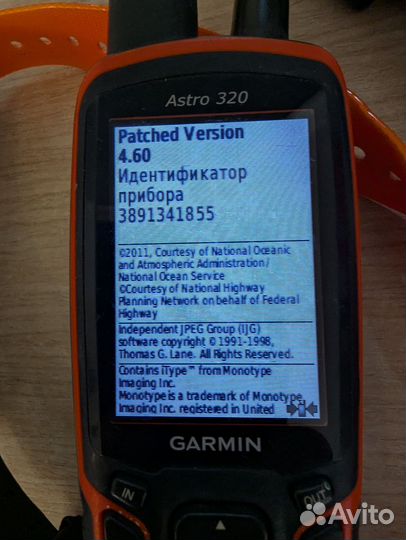 Astro 320
Patched Version
4.60
Идентификатор
прибора
3891341855
©2011, Courtesy of National Oceanic
and Atmospheric Administration/
National Ocean Service
©Courtesy of National Highway
Planning Network on behalf of Federal
Highway
Independent JPEG Group (IJG)
software copyright © 1991-1998,
Thomas G. Lane. All Rights Reserved.
Contains iType™ from Monotype
Imaging Inc.
Monotype is a trademark of Monotype
Imaging Inc. registered in United
GARMIN
IN
OUT
Avito